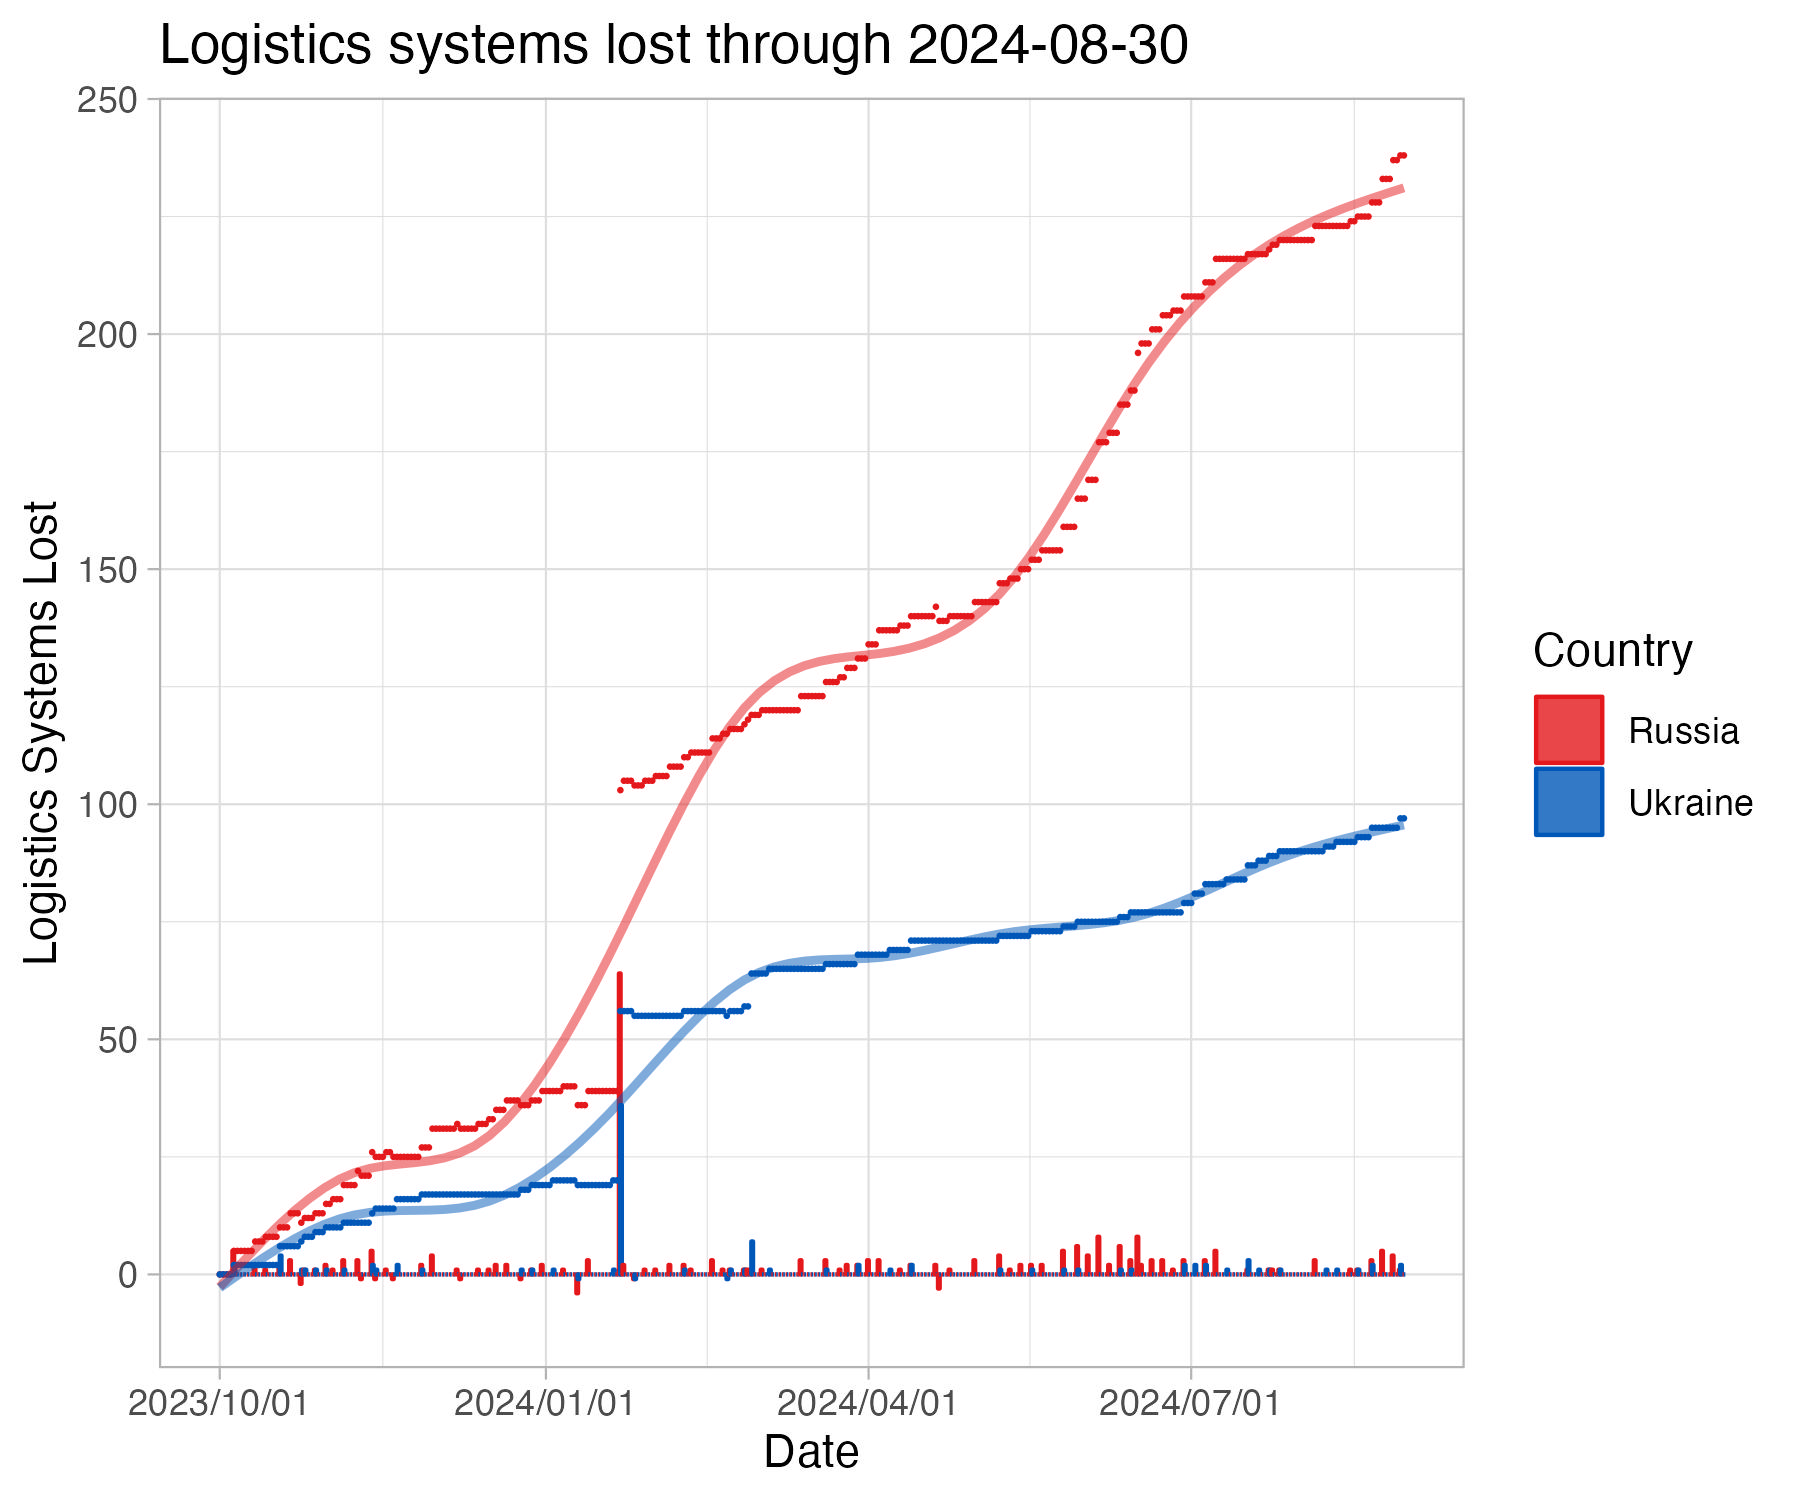 Logistics systems lost through 2024-08-30
Logistics Systems Lost
250
200
150
100
50
0
2023/10/01
2024/01/01
2024/04/01
2024/07/01
Date
Country
Russia
Ukraine